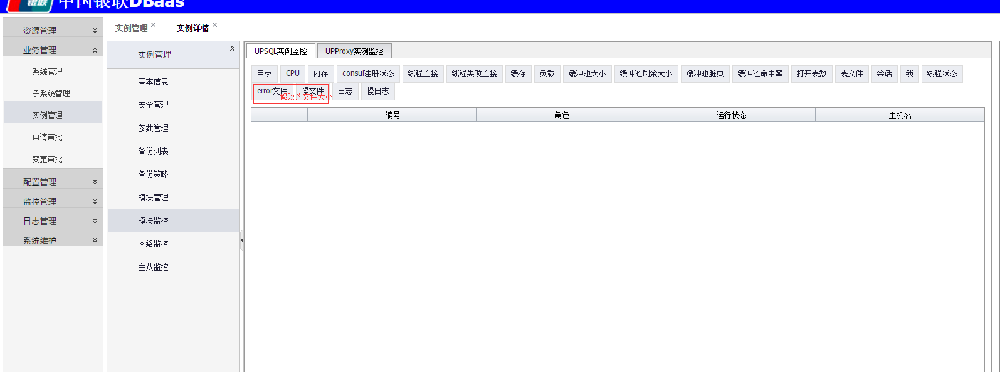 银联 中国银联DBaas
资源管理
业务管理
系统管理
子系统管理
实例管理
申请审批
变更审批
配置管理
监控管理
日志管理
系统维护
实例管理 实例详情
实例管理
基本信息
安全管理
参数管理
备份列表
备份策略
模块管理
模块监控
网络监控
主从监控
UPSQL实例监控 UPProxy实例监控
目录 CPU 内存 consul注册状态 线程连接 线程失败连接 缓存 负载 缓冲池大小 缓冲池剩余大小 缓冲池脏页 缓冲池命中率 打开表数 表文件 会话 锁 线程状态
error文件 慢文件 日志 慢日志
修改为文件大小
编号 角色 运行状态 主机名